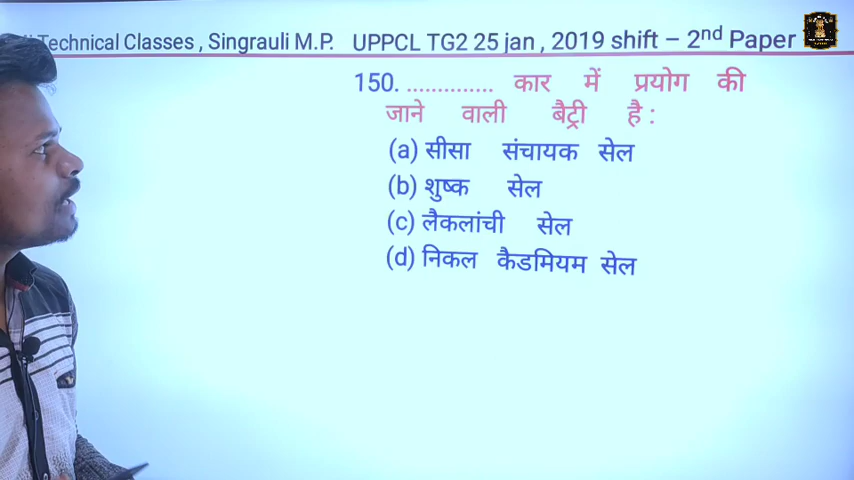 Technical Classes , Singrauli M.P. UPPCL TG2 25 jan , 2019 shift – 2nd Paper
150. .............. कार में प्रयोग की
जाने वाली बैट्री है :
(a) सीसा संचायक सेल
(b) शुष्क सेल
(c) लैकलांची सेल
(d) निकल कैडमियम सेल